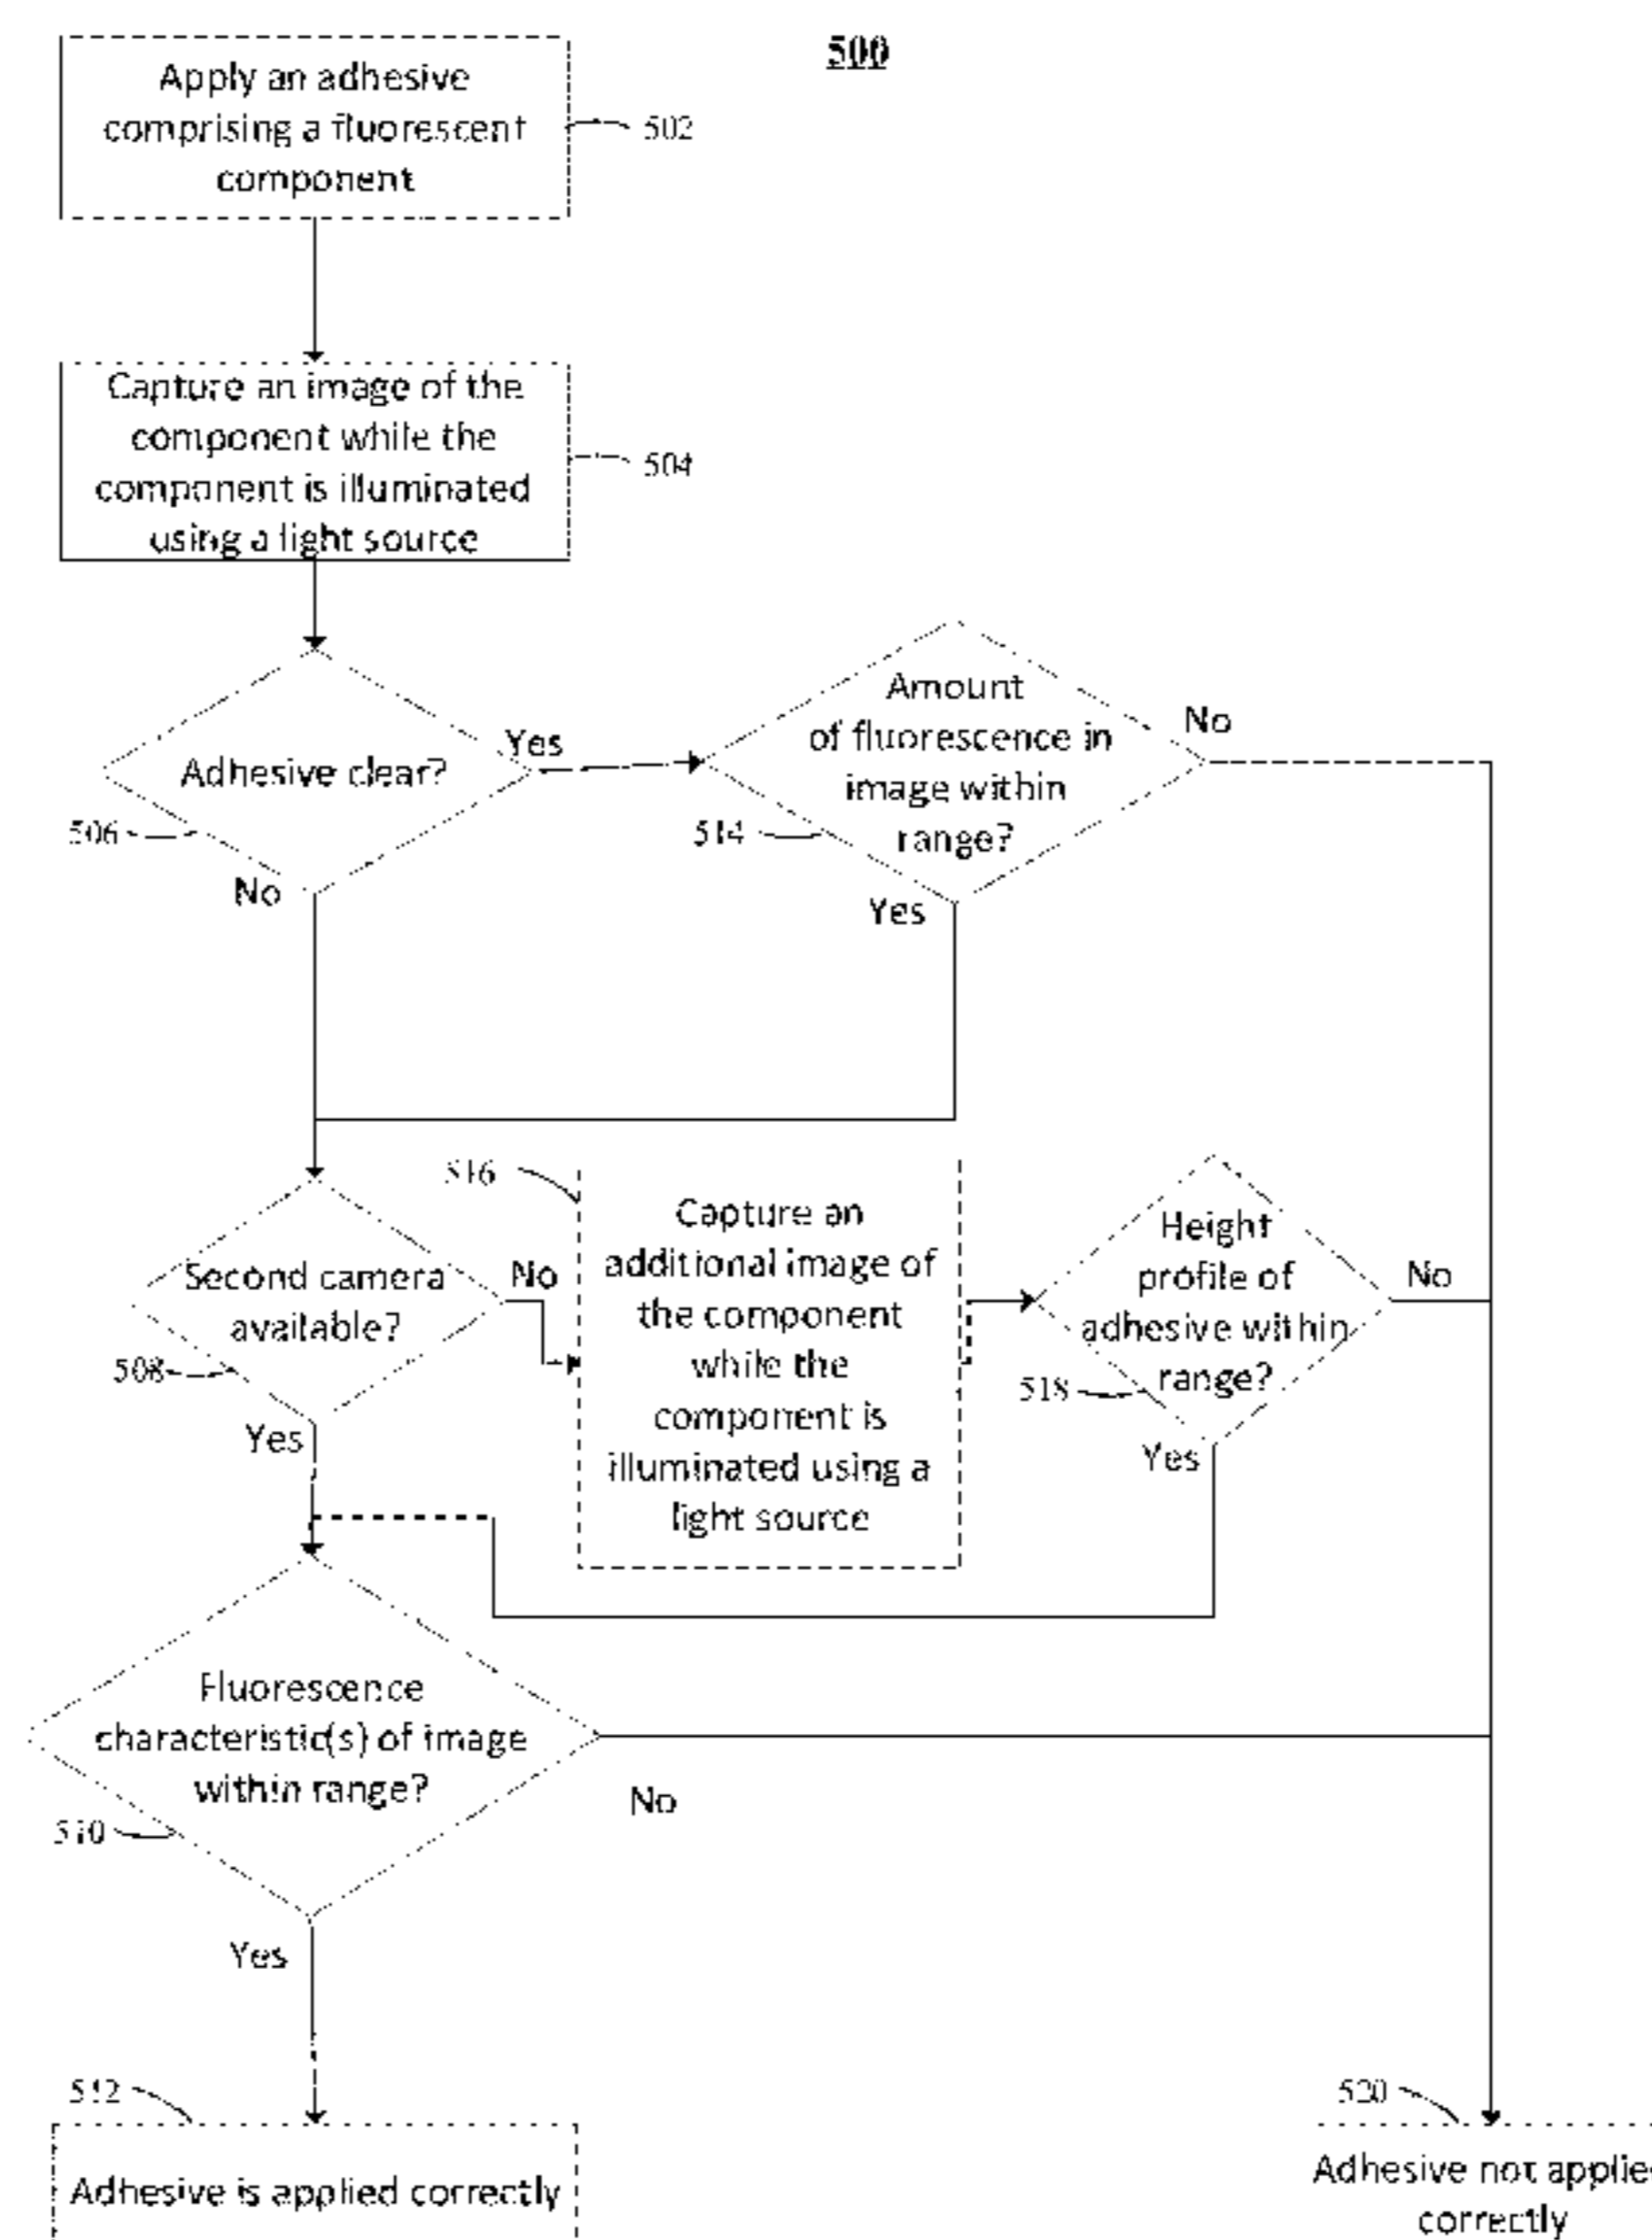 500
Apply an adhesive
comprising a fluorescent
component
502
Capture an image of the
component while the
component is illuminated
using a light source
504
Adhesive clear?
506
Yes
No
Amount
of fluorescence in
image within
range?
514
No
Yes
Second camera
available?
508
No
Yes
516
Capture an
additional image of
the component
while the
component is
illuminated using a
light source
Height
profile of
adhesive within
range?
518
No
Yes
Fluorescence
characteristic(s) of image
within range?
510
No
Yes
512
Adhesive is applied correctly
520
Adhesive not applie
correctly